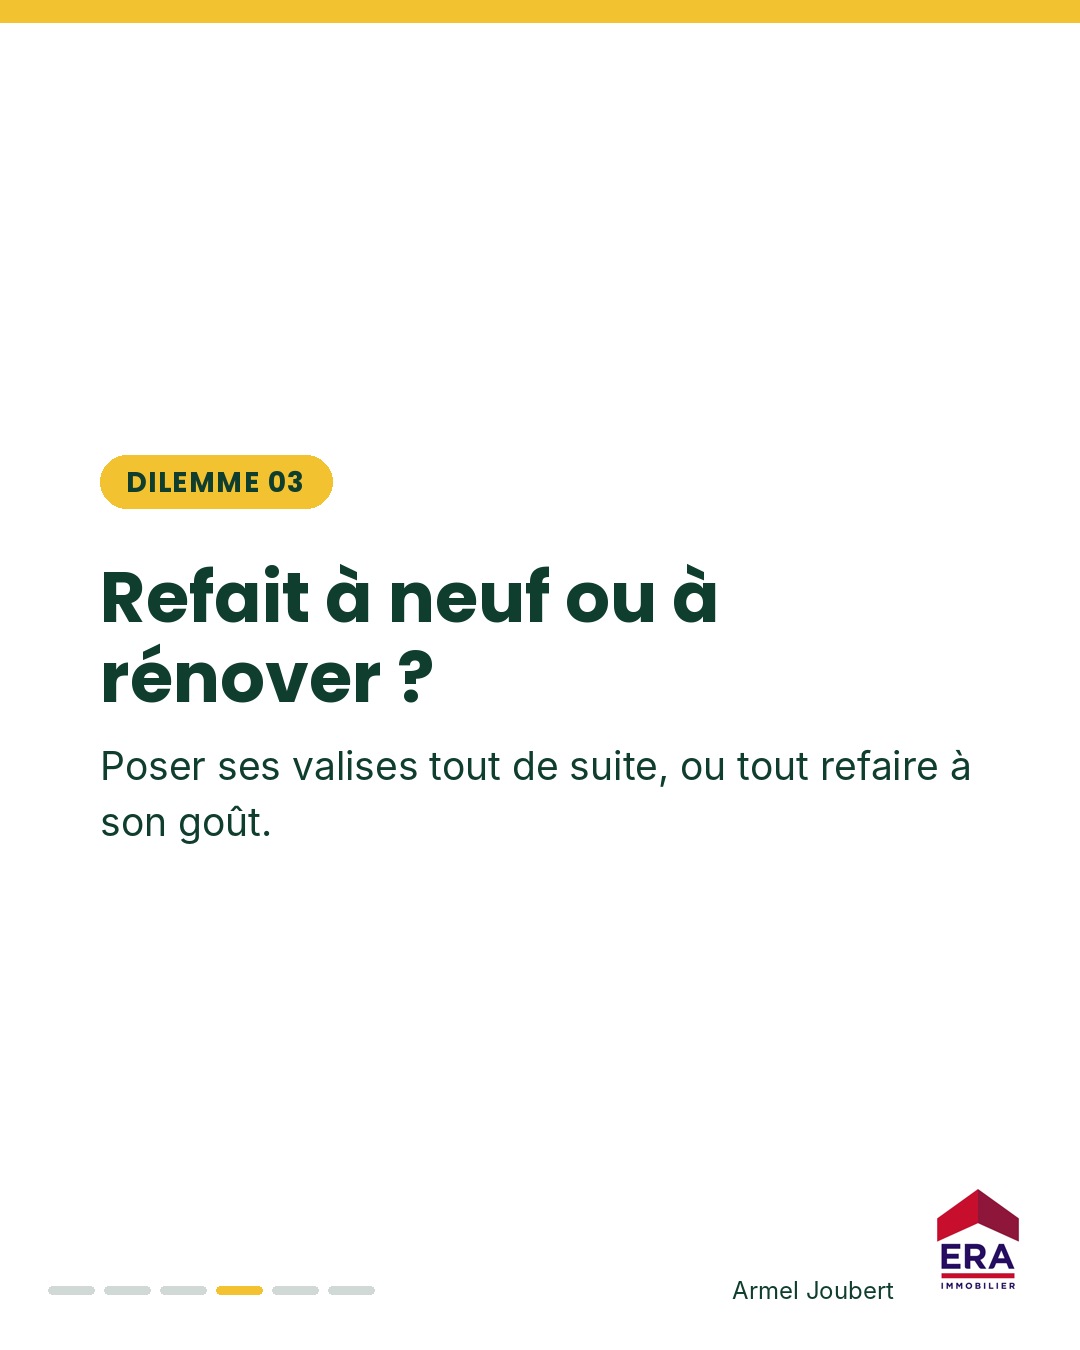 DILEMME 03
Refait à neuf ou à
rénover ?
Poser ses valises tout de suite, ou tout refaire à
son goût.
Armel Joubert
ERA
IMMOBILIER